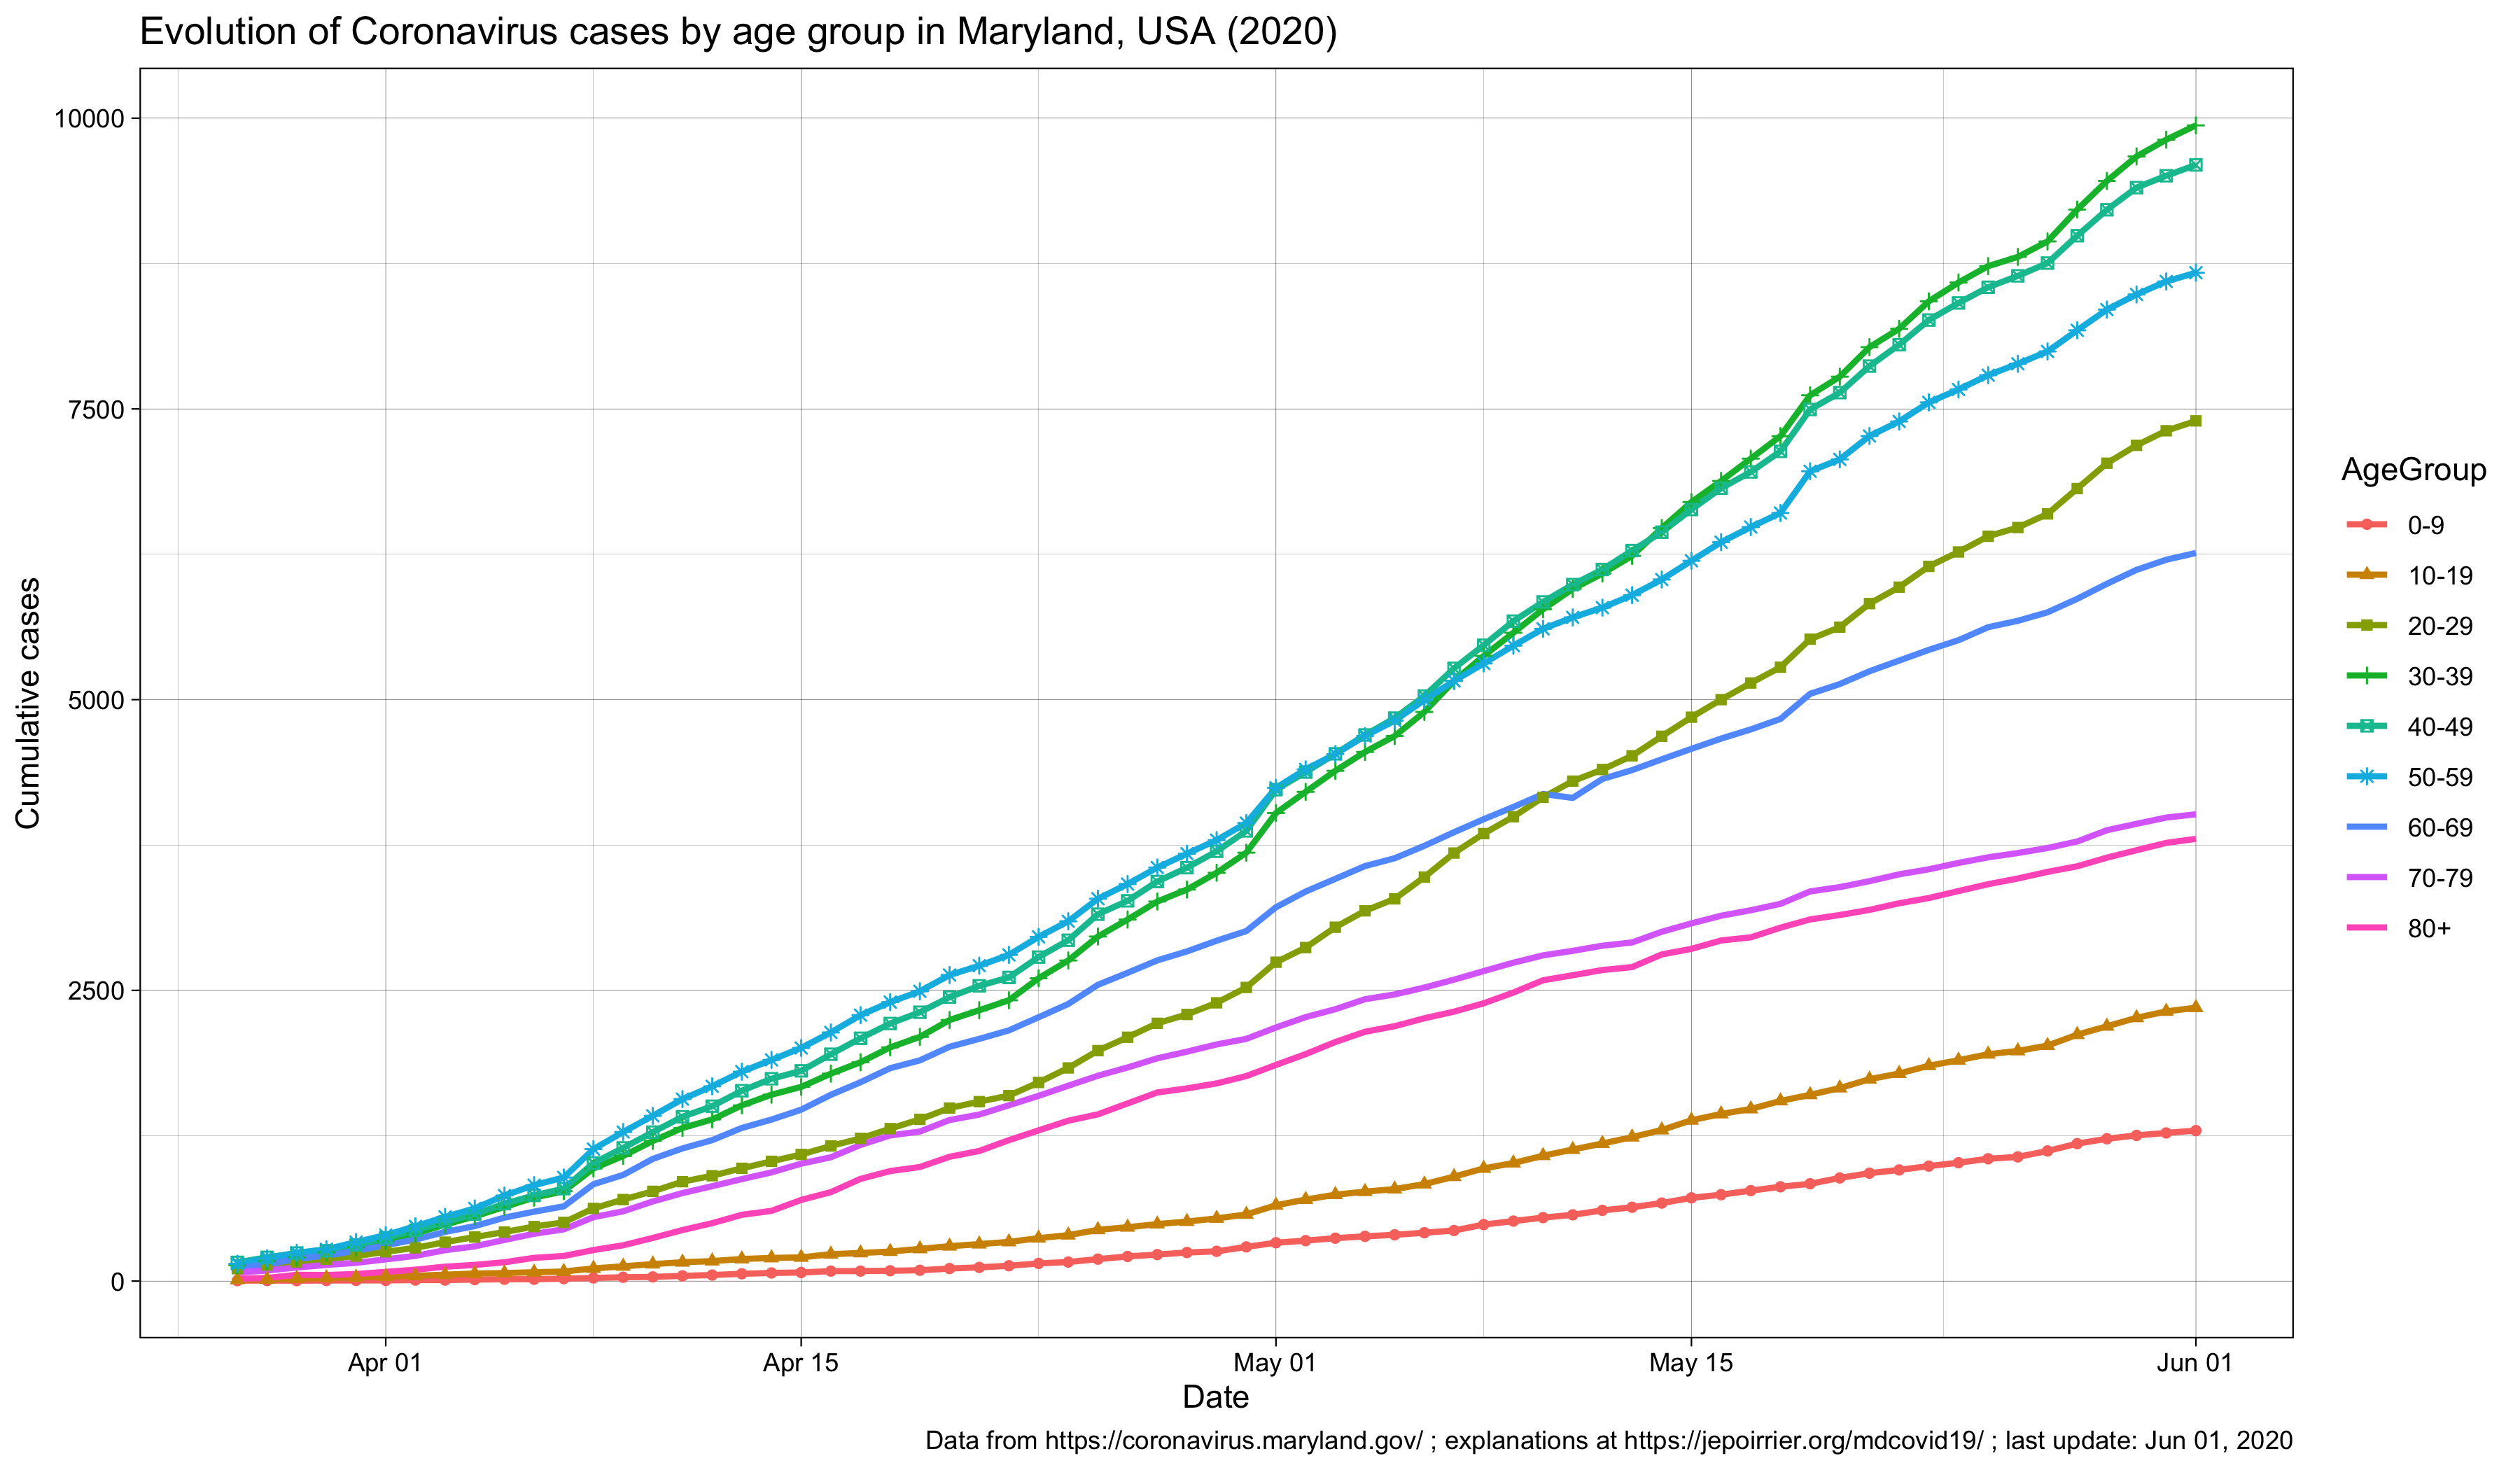 Evolution of Coronavirus cases by age group in Maryland, USA (2020)
Cumulative cases
10000
7500
5000
2500
0
Apr 01
Apr 15
May 01
May 15
Jun 01
Date
AgeGroup
0-9
10-19
20-29
30-39
40-49
50-59
60-69
70-79
80+
Data from https://coronavirus.maryland.gov/ ; explanations at https://jepoirrier.org/mdcovid19/ ; last update: Jun 01, 2020